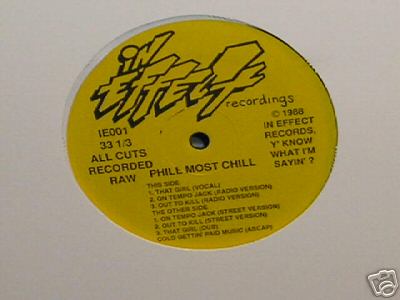 in
EFFECT
recordings
IE001
33 1/3
ALL CUTS
RECORDED
RAW
© 1988
IN EFFECT
RECORDS,
Y' KNOW
WHAT I'M
SAYIN' ?
PHILL MOST CHILL
THIS SIDE:
1. THAT GIRL (VOCAL)
2. ON TEMPO JACK (RADIO VERSION)
3. OUT TO KILL (RADIO VERSION)
THE OTHER SIDE:
1. ON TEMPO JACK (STREET VERSION)
2. OUT TO KILL (STREET VERSION)
3. THAT GIRL (DUB)
COLD GETTIN' PAID MUSIC (ASCAP)
ebY